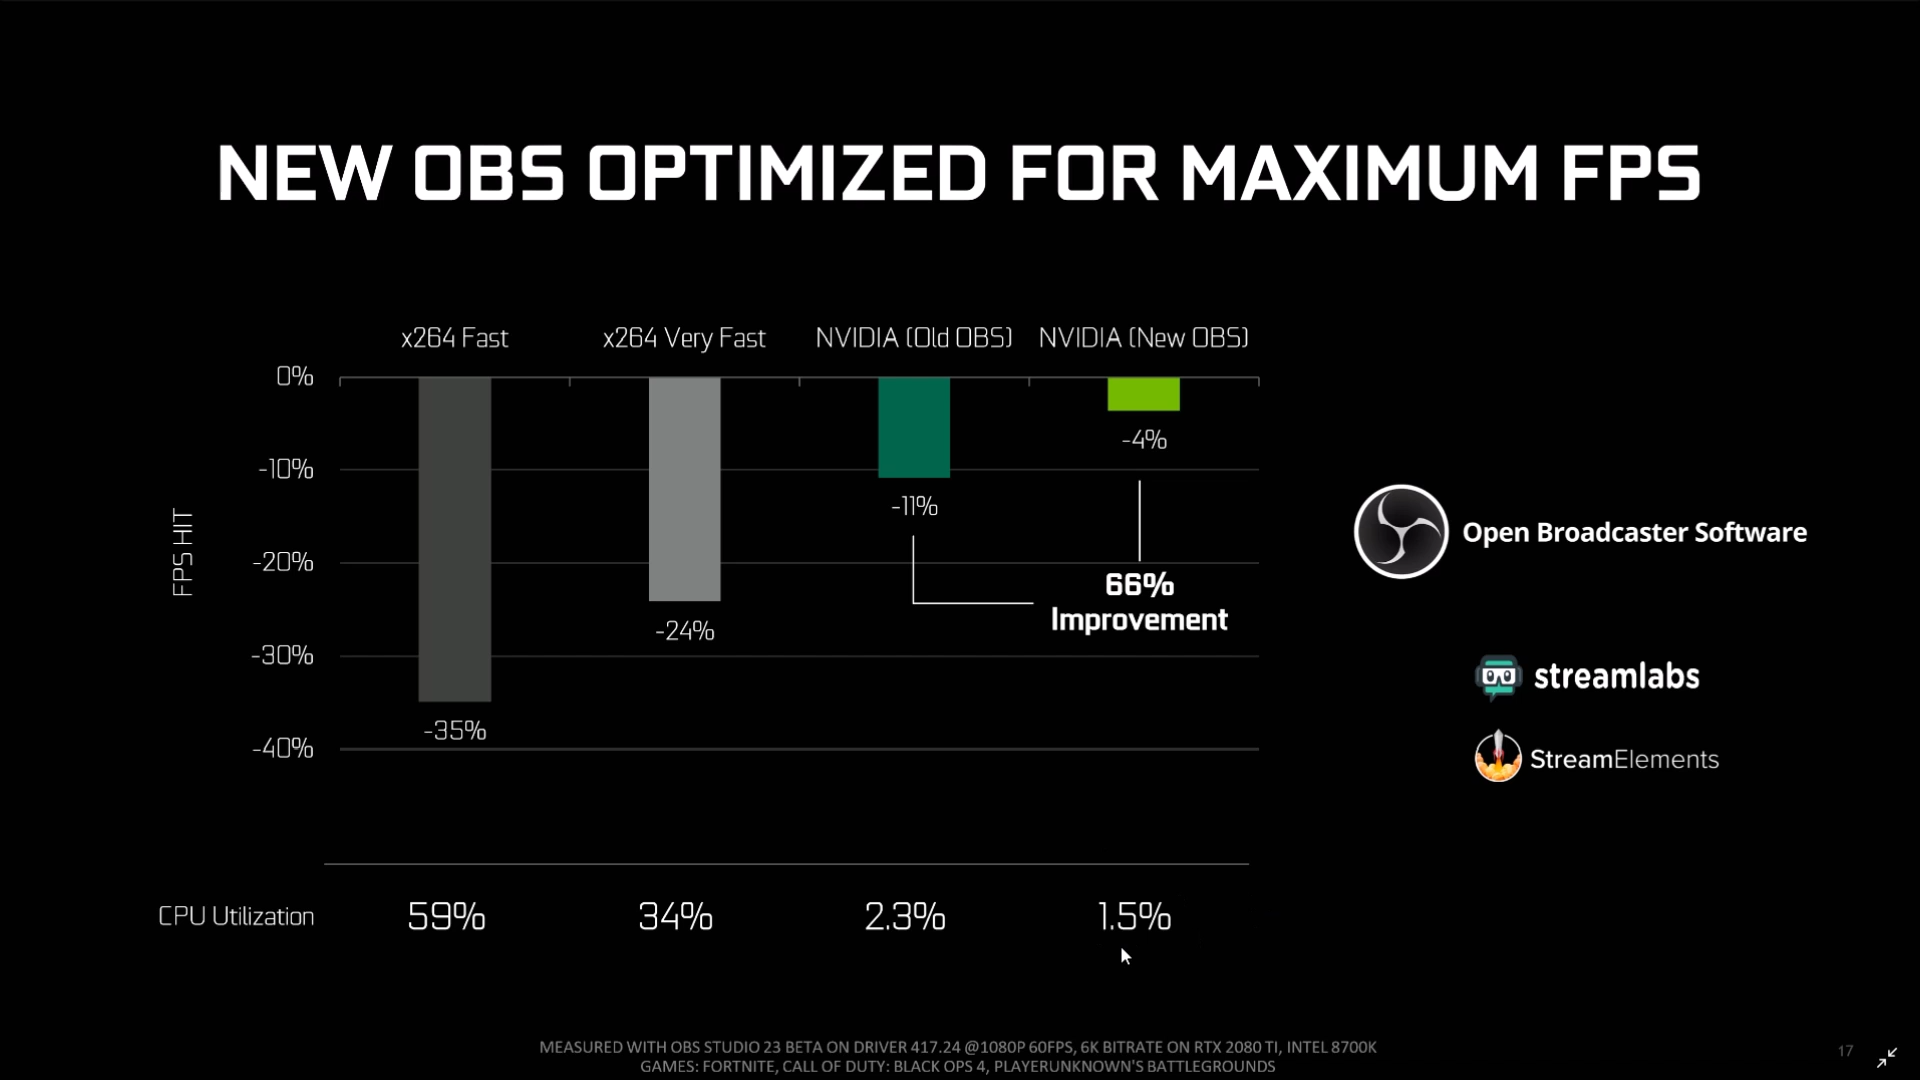 NEW OBS OPTIMIZED FOR MAXIMUM FPS
x264 Fast
x264 Very Fast
NVIDIA (Old OBS)
NVIDIA (New OBS)
0%
-10%
-20%
-30%
-40%
FPS HIT
-35%
-24%
-11%
-4%
66%
Improvement
Open Broadcaster Software
streamlabs
StreamElements
CPU Utilization
59%
34%
2.3%
1.5%
MEASURED WITH OBS STUDIO 23 BETA ON DRIVER 417.24 @1080P 60FPS, 6K BITRATE ON RTX 2080 TI, INTEL 8700K
GAMES: FORTNITE, CALL OF DUTY: BLACK OPS 4, PLAYERUNKNOWN'S BATTLEGROUNDS
17